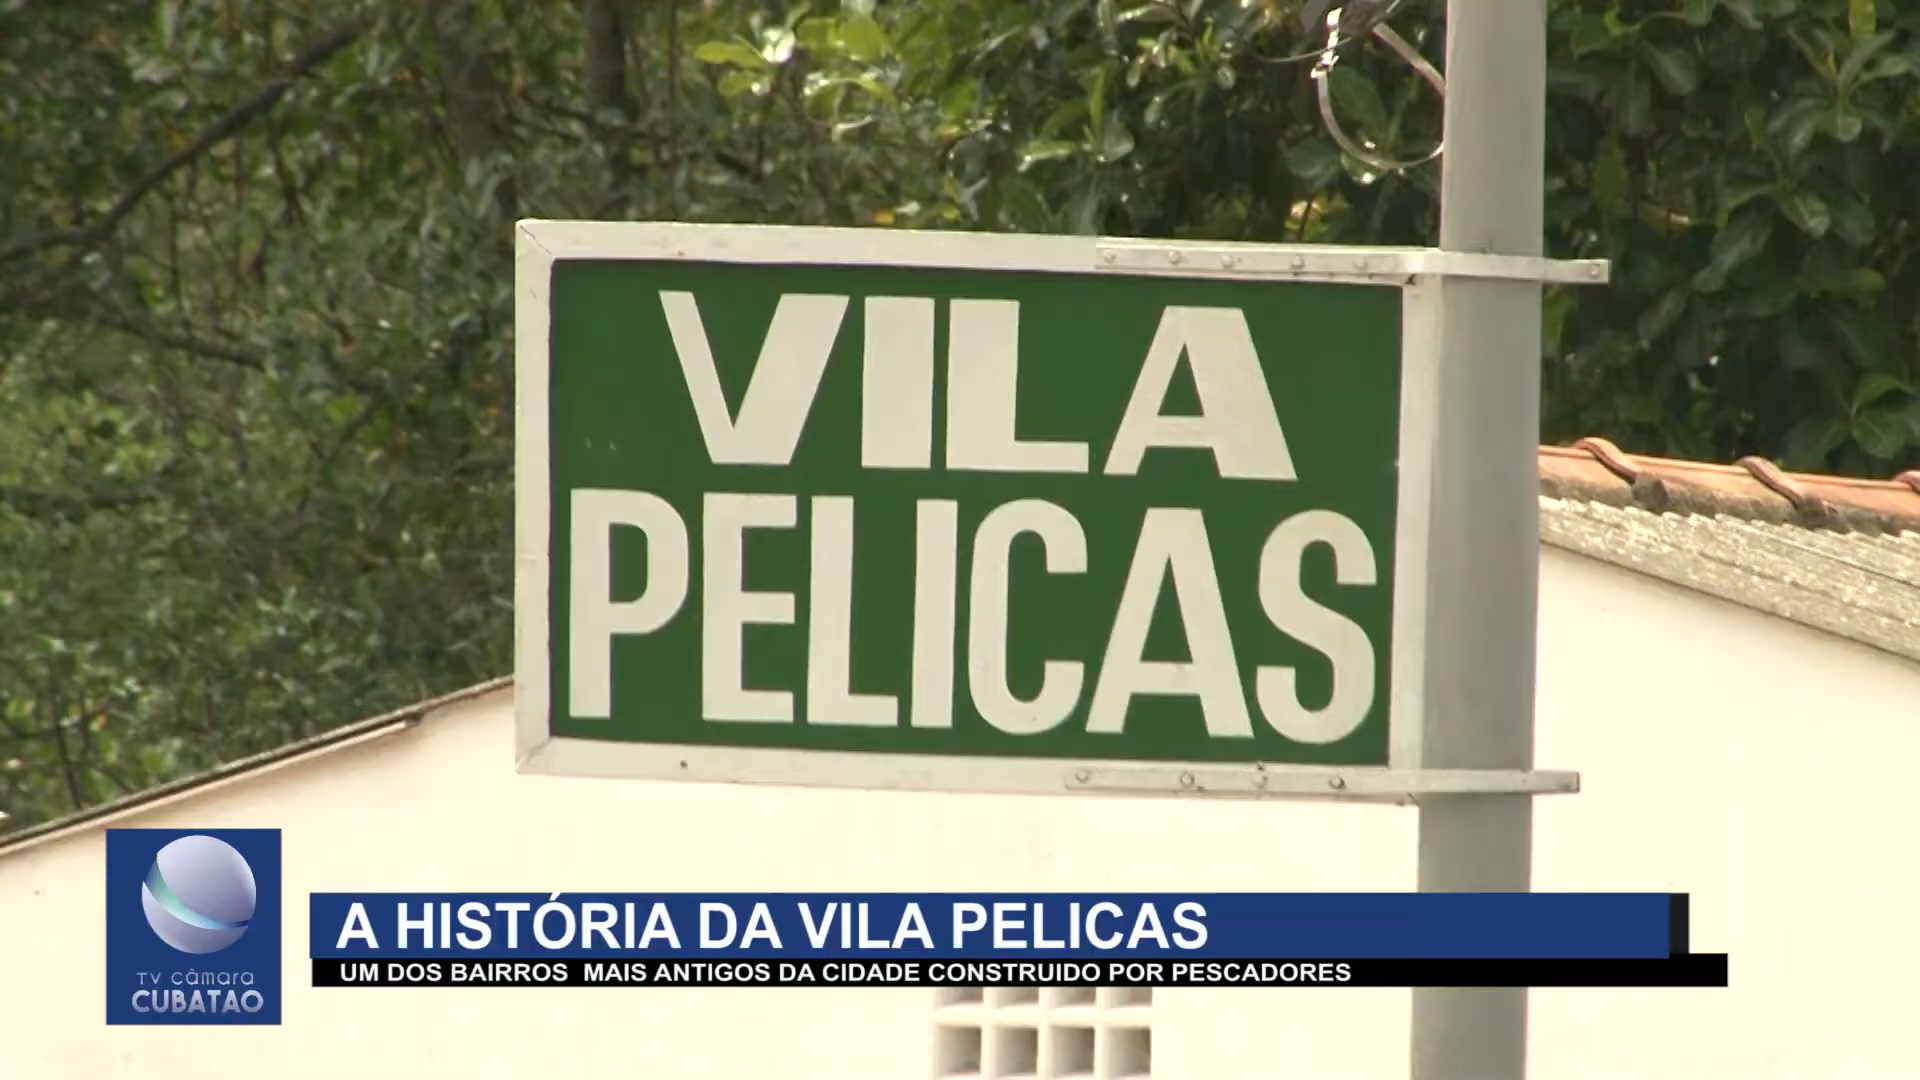 VILA
PELICAS
A HISTÓRIA DA VILA PELICAS
UM DOS BAIRROS MAIS ANTIGOS DA CIDADE CONSTRUIDO POR PESCADORES
TV CÂMARA
CUBATAO